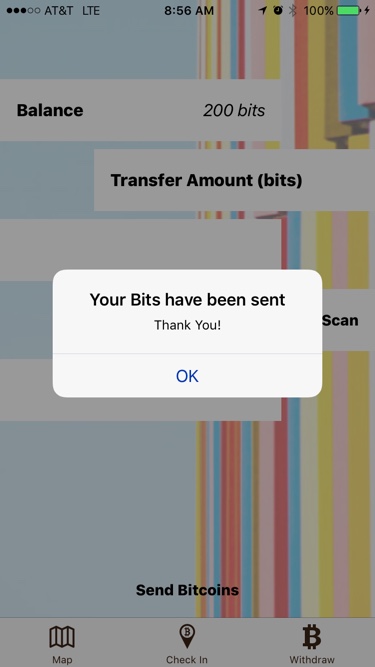 AT&T LTE 8:56 AM 100%
Balance 200 bits
Transfer Amount (bits)
Your Bits have been sent
Thank You!
Scan
OK
Send Bitcoins
Map Check In Withdraw